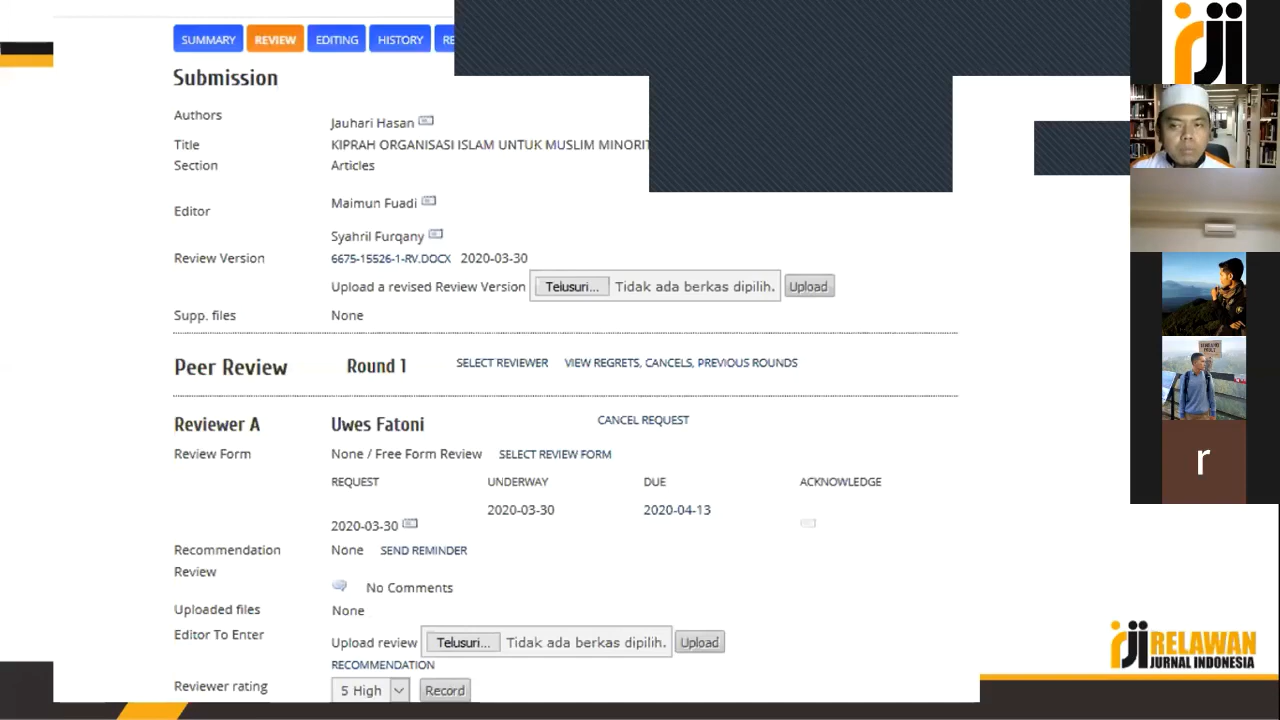 SUMMARY REVIEW EDITING HISTORY RE
Submission
Authors Jauhari Hasan
Title KIPRAH ORGANISASI ISLAM UNTUK MUSLIM MINORIT
Section Articles
Editor Maimun Fuadi
Syahril Furqany
Review Version 6675-15526-1-RV.DOCX 2020-03-30
Upload a revised Review Version Telusuri... Tidak ada berkas dipilih. Upload
Supp. files None
Peer Review Round 1 SELECT REVIEWER VIEW REGRETS, CANCELS, PREVIOUS ROUNDS
Reviewer A Uwes Fatoni CANCEL REQUEST
Review Form None / Free Form Review SELECT REVIEW FORM
REQUEST UNDERWAY DUE ACKNOWLEDGE
2020-03-30 2020-03-30 2020-04-13
Recommendation None SEND REMINDER
Review No Comments
Uploaded files None
Editor To Enter Upload review Telusuri... Tidak ada berkas dipilih. Upload
RECOMMENDATION
Reviewer rating 5 High Record
rji
r
rji RELAWAN
JURNAL INDONESIA